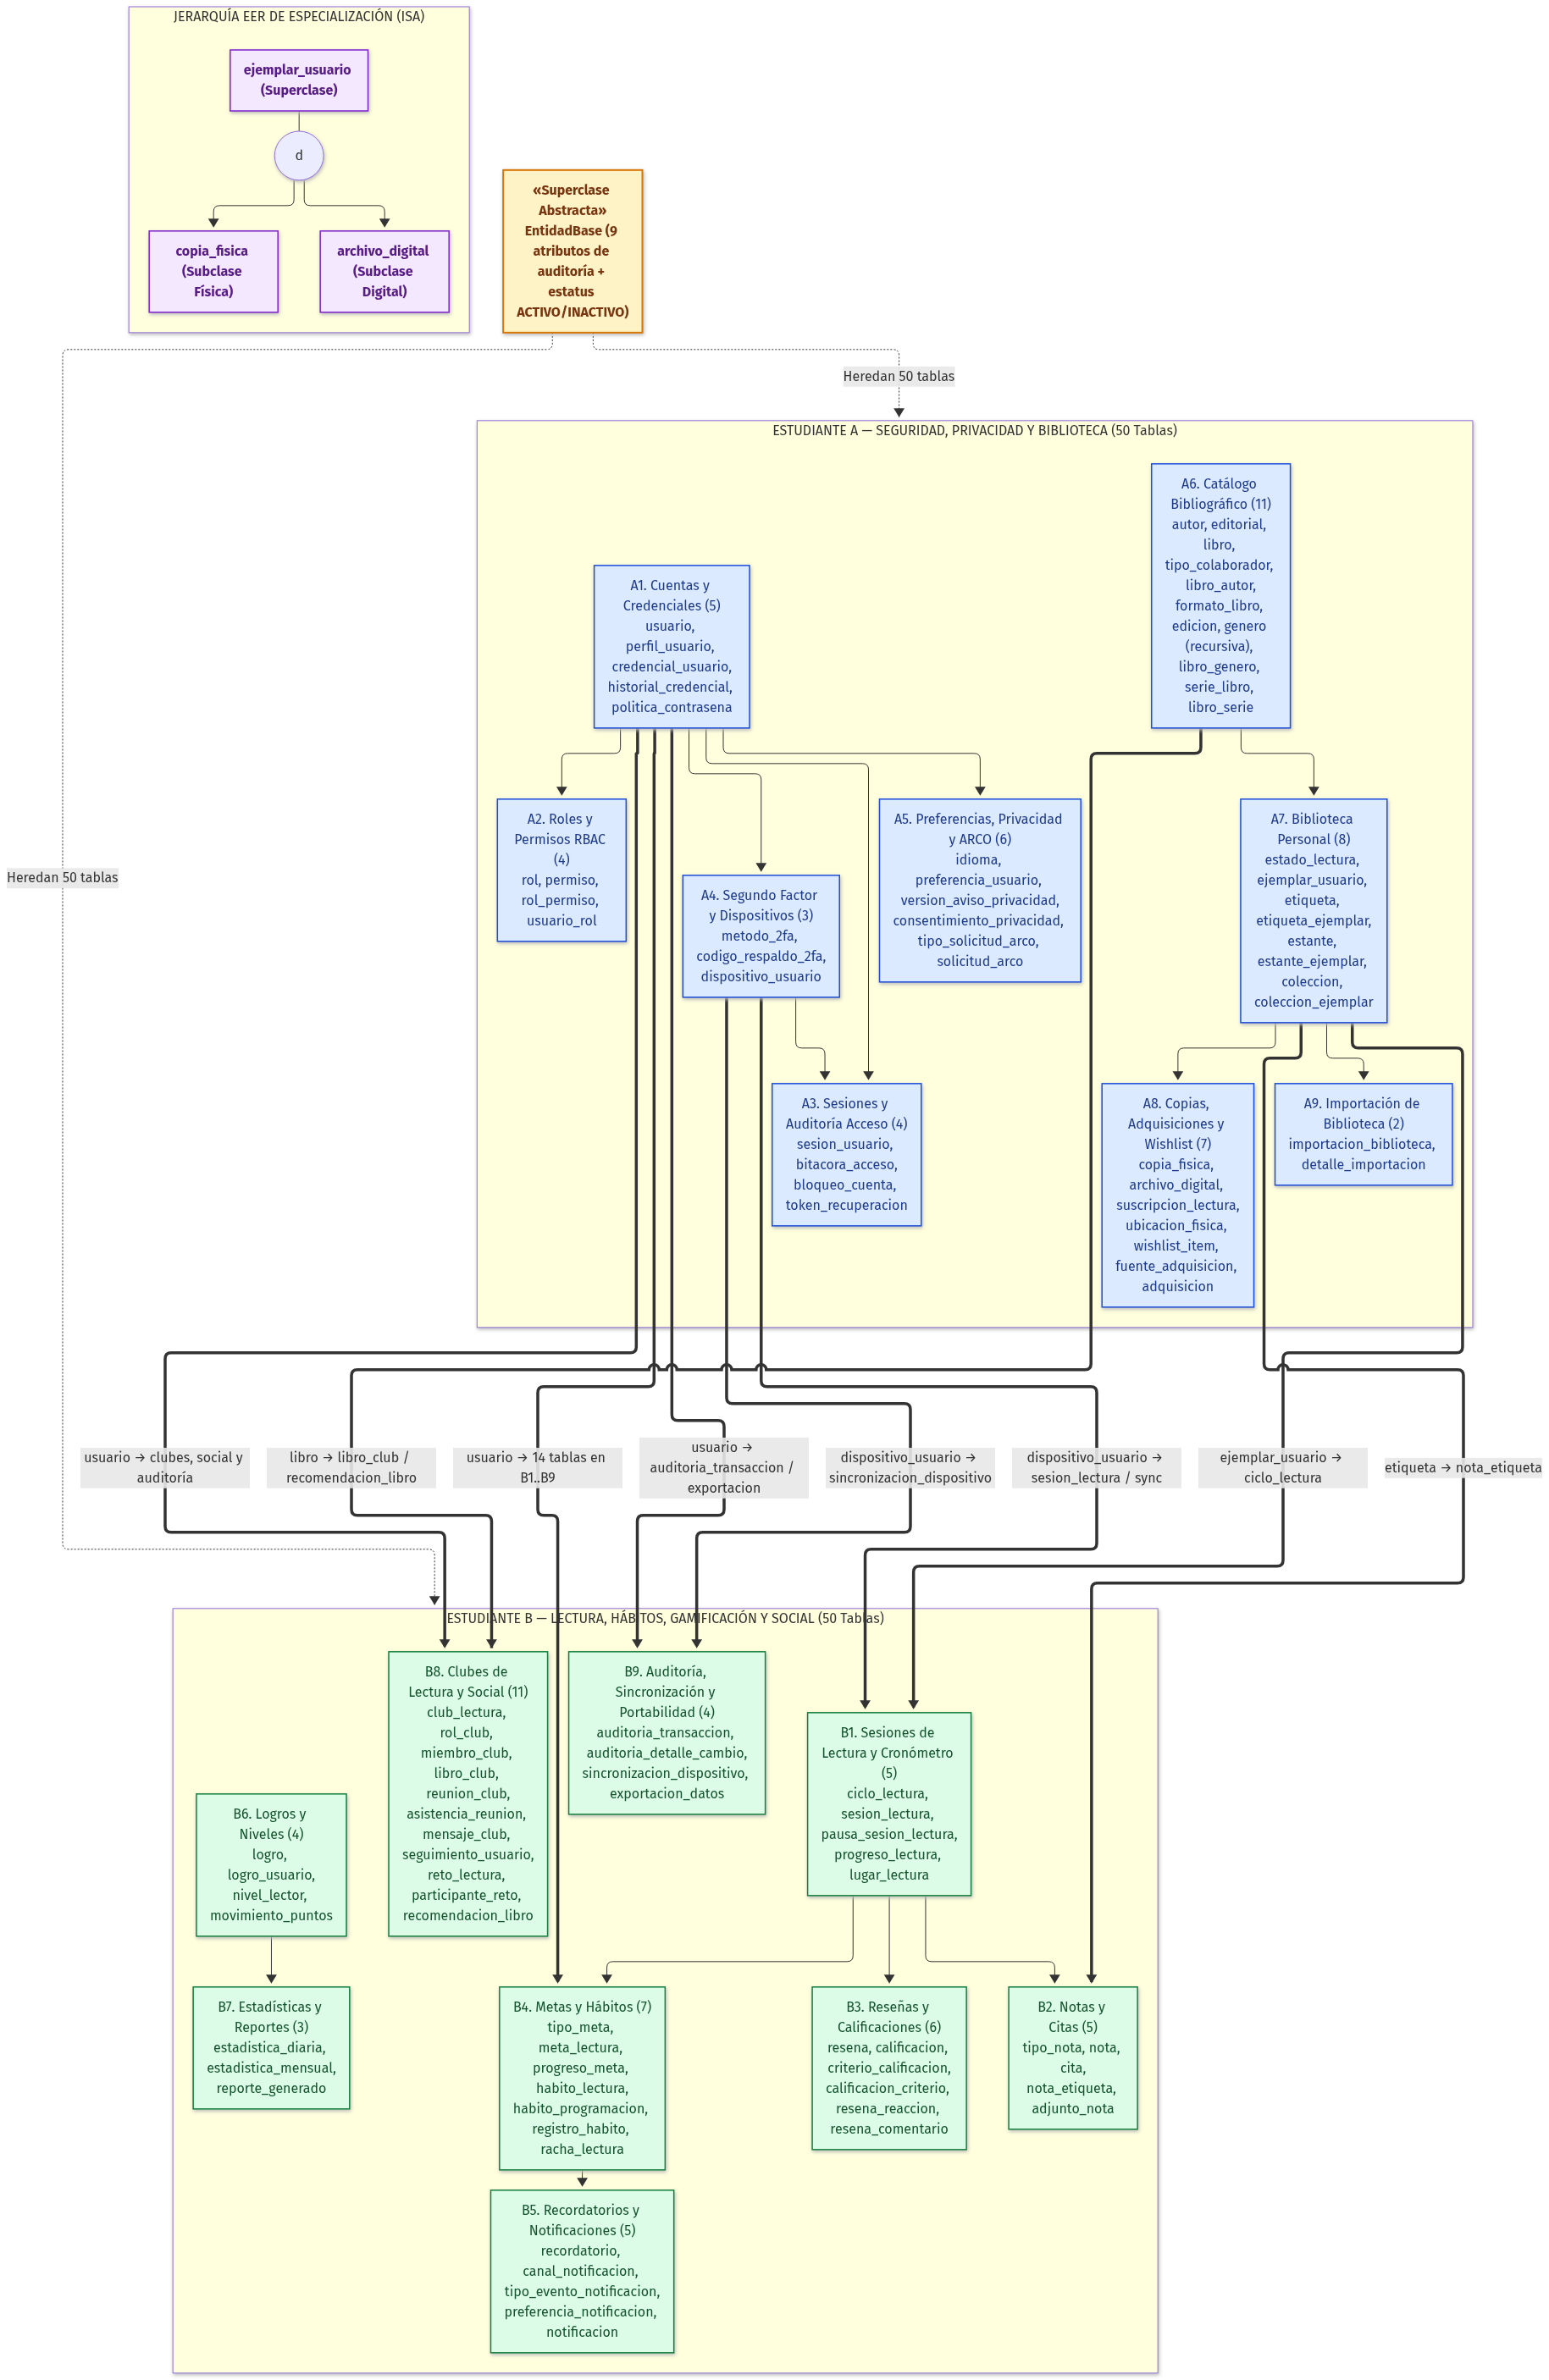 JERARQUÍA EER DE ESPECIALIZACIÓN (ISA)
ejemplar_usuario
(Superclase)
d
copia_fisica
(Subclase
Física)
archivo_digital
(Subclase
Digital)
«Superclase
Abstracta»
EntidadBase (9
atributos de
auditoría +
estatus
ACTIVO/INACTIVO)
Heredan 50 tablas
Heredan 50 tablas
ESTUDIANTE A — SEGURIDAD, PRIVACIDAD Y BIBLIOTECA (50 Tablas)
A6. Catálogo
Bibliográfico (11)
autor, editorial,
libro,
tipo_colaborador,
libro_autor,
formato_libro,
edicion, genero
(recursiva),
libro_genero,
serie_libro,
libro_serie
A1. Cuentas y
Credenciales (5)
usuario,
perfil_usuario,
credencial_usuario,
historial_credencial,
politica_contrasena
A2. Roles y
Permisos RBAC
(4)
rol, permiso,
rol_permiso,
usuario_rol
A4. Segundo Factor
y Dispositivos (3)
metodo_2fa,
codigo_respaldo_2fa,
dispositivo_usuario
A5. Preferencias, Privacidad
y ARCO (6)
idioma,
preferencia_usuario,
version_aviso_privacidad,
consentimiento_privacidad,
tipo_solicitud_arco,
solicitud_arco
A7. Biblioteca
Personal (8)
estado_lectura,
ejemplar_usuario,
etiqueta,
etiqueta_ejemplar,
estante,
estante_ejemplar,
coleccion,
coleccion_ejemplar
A3. Sesiones y
Auditoría Acceso (4)
sesion_usuario,
bitacora_acceso,
bloqueo_cuenta,
token_recuperacion
A8. Copias,
Adquisiciones y
Wishlist (7)
copia_fisica,
archivo_digital,
suscripcion_lectura,
ubicacion_fisica,
wishlist_item,
fuente_adquisicion,
adquisicion
A9. Importación de
Biblioteca (2)
importacion_biblioteca,
detalle_importacion
usuario → clubes, social y
auditoría
libro → libro_club /
recomendacion_libro
usuario → 14 tablas en
B1..B9
usuario →
auditoria_transaccion /
exportacion
dispositivo_usuario →
sincronizacion_dispositivo
dispositivo_usuario →
sesion_lectura / sync
ejemplar_usuario →
ciclo_lectura
etiqueta → nota_etiqueta
ESTUDIANTE B — LECTURA, HÁBITOS, GAMIFICACIÓN Y SOCIAL (50 Tablas)
B8. Clubes de
Lectura y Social (11)
club_lectura,
rol_club,
miembro_club,
libro_club,
reunion_club,
asistencia_reunion,
mensaje_club,
seguimiento_usuario,
reto_lectura,
participante_reto,
recomendacion_libro
B9. Auditoría,
Sincronización y
Portabilidad (4)
auditoria_transaccion,
auditoria_detalle_cambio,
sincronizacion_dispositivo,
exportacion_datos
B1. Sesiones de
Lectura y Cronómetro
(5)
ciclo_lectura,
sesion_lectura,
pausa_sesion_lectura,
progreso_lectura,
lugar_lectura
B6. Logros y
Niveles (4)
logro,
logro_usuario,
nivel_lector,
movimiento_puntos
B7. Estadísticas y
Reportes (3)
estadistica_diaria,
estadistica_mensual,
reporte_generado
B4. Metas y Hábitos (7)
tipo_meta,
meta_lectura,
progreso_meta,
habito_lectura,
habito_programacion,
registro_habito,
racha_lectura
B3. Reseñas y
Calificaciones (6)
resena, calificacion,
criterio_calificacion,
calificacion_criterio,
resena_reaccion,
resena_comentario
B2. Notas y
Citas (5)
tipo_nota, nota,
cita,
nota_etiqueta,
adjunto_nota
B5. Recordatorios y
Notificaciones (5)
recordatorio,
canal_notificacion,
tipo_evento_notificacion,
preferencia_notificacion,
notificacion